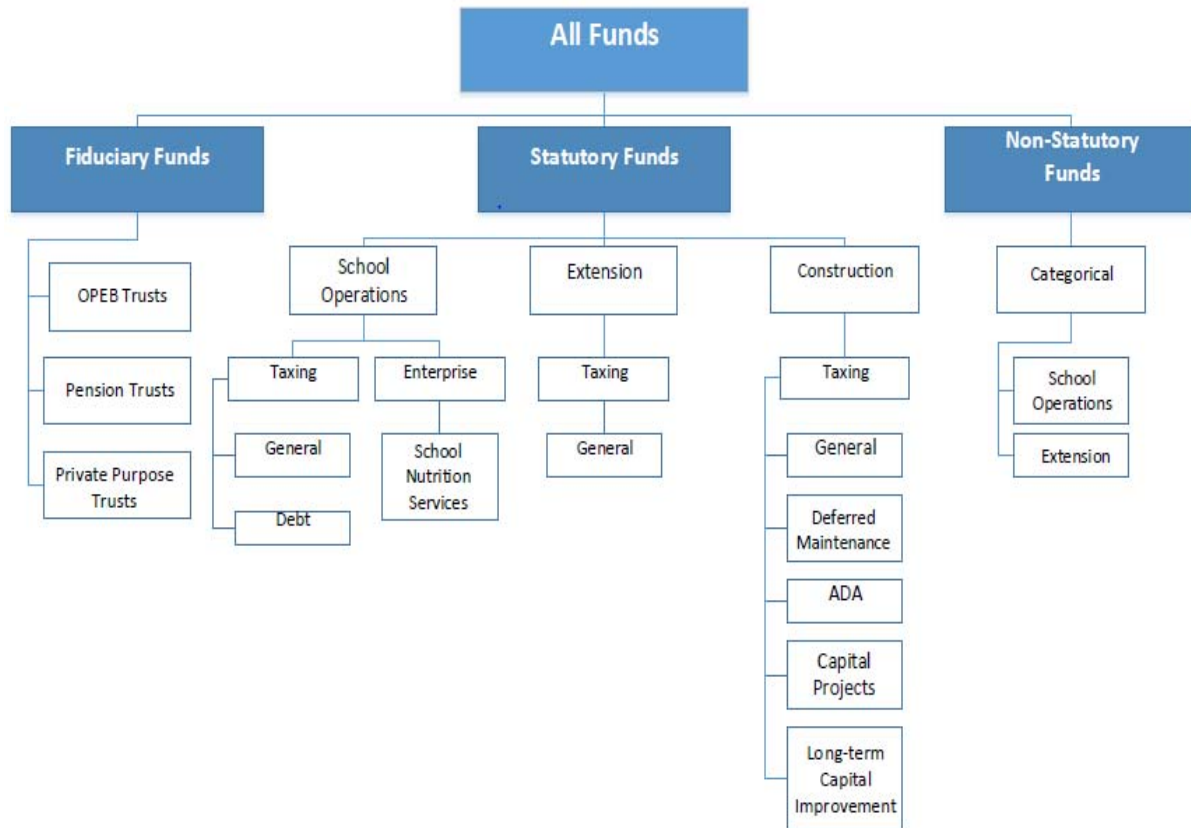 All Funds
Fiduciary Funds
Statutory Funds
Non-Statutory
Funds
OPEB Trusts
Pension Trusts
Private Purpose
Trusts
School
Operations
Extension
Construction
Categorical
Taxing
Enterprise
Taxing
Taxing
School
Operations
General
School
Nutrition
Services
General
General
Extension
Debt
Deferred
Maintenance
ADA
Capital
Projects
Long-term
Capital
Improvement